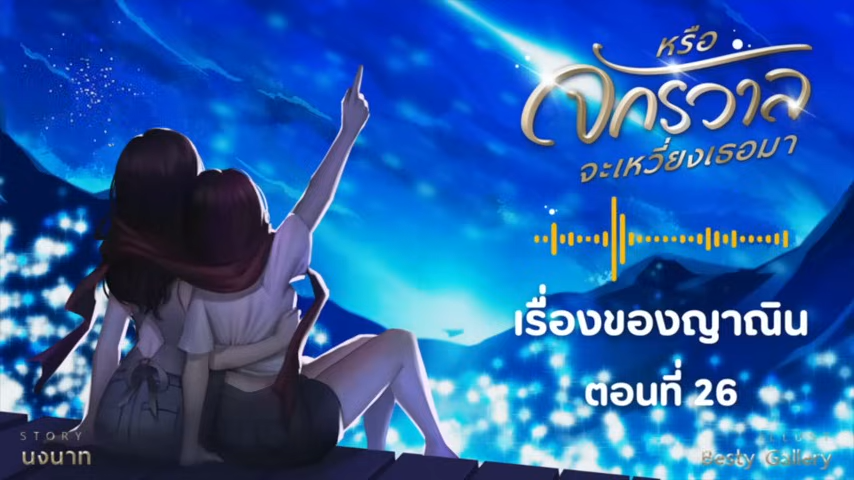 หรือ
จักรวาล
จะเหวี่ยงเธอมา
เรื่องของญาณิน
ตอนที่ 26
STORY
นงนาท
Besty Gallery